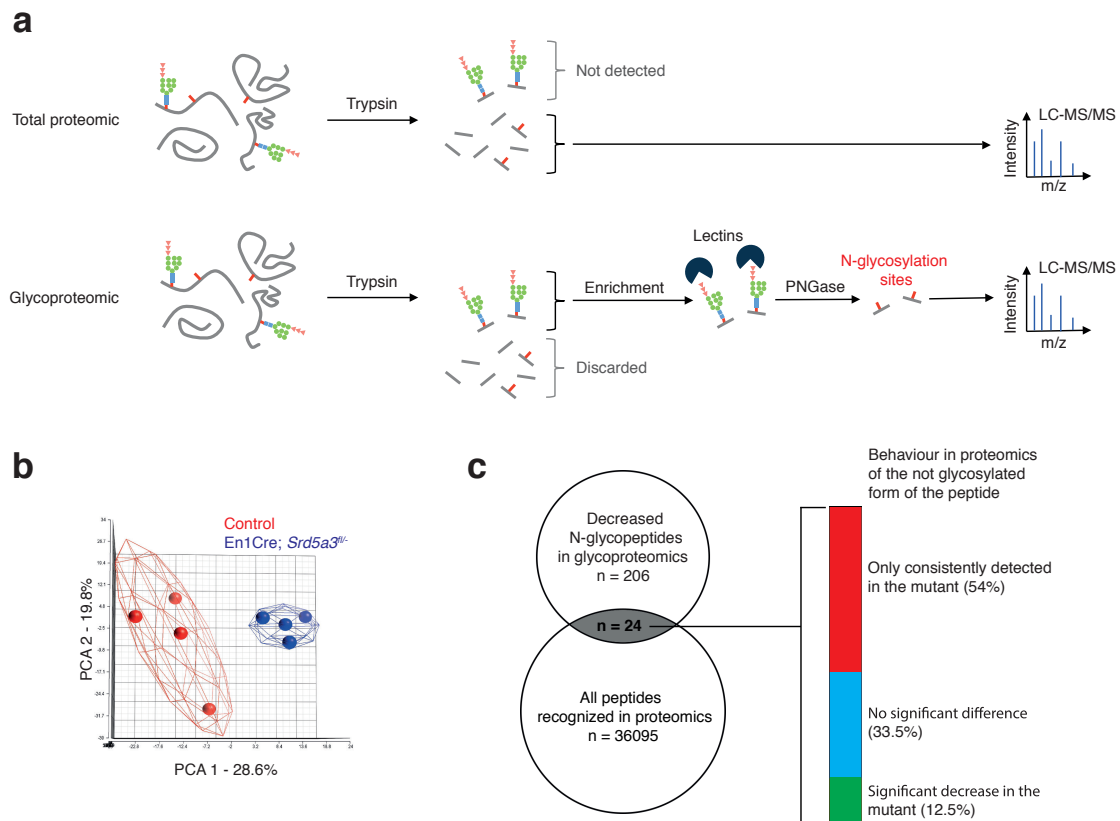 a
Total proteomic
Trypsin
Not detected
LC-MS/MS
Intensity
m/z
Glycoproteomic
Trypsin
Discarded
Enrichment
Lectins
PNGase
N-glycosylation
sites
LC-MS/MS
Intensity
m/z
b
Control
En1Cre; Srd5a3fl/-
PCA 2 - 19.8%
PCA 1 - 28.6%
c
Decreased
N-glycopeptides
in glycoproteomics
n = 206
n = 24
All peptides
recognized in proteomics
n = 36095
Behaviour in proteomics
of the not glycosylated
form of the peptide
Only consistently detected
in the mutant (54%)
No significant difference
(33.5%)
Significant decrease in the
mutant (12.5%)